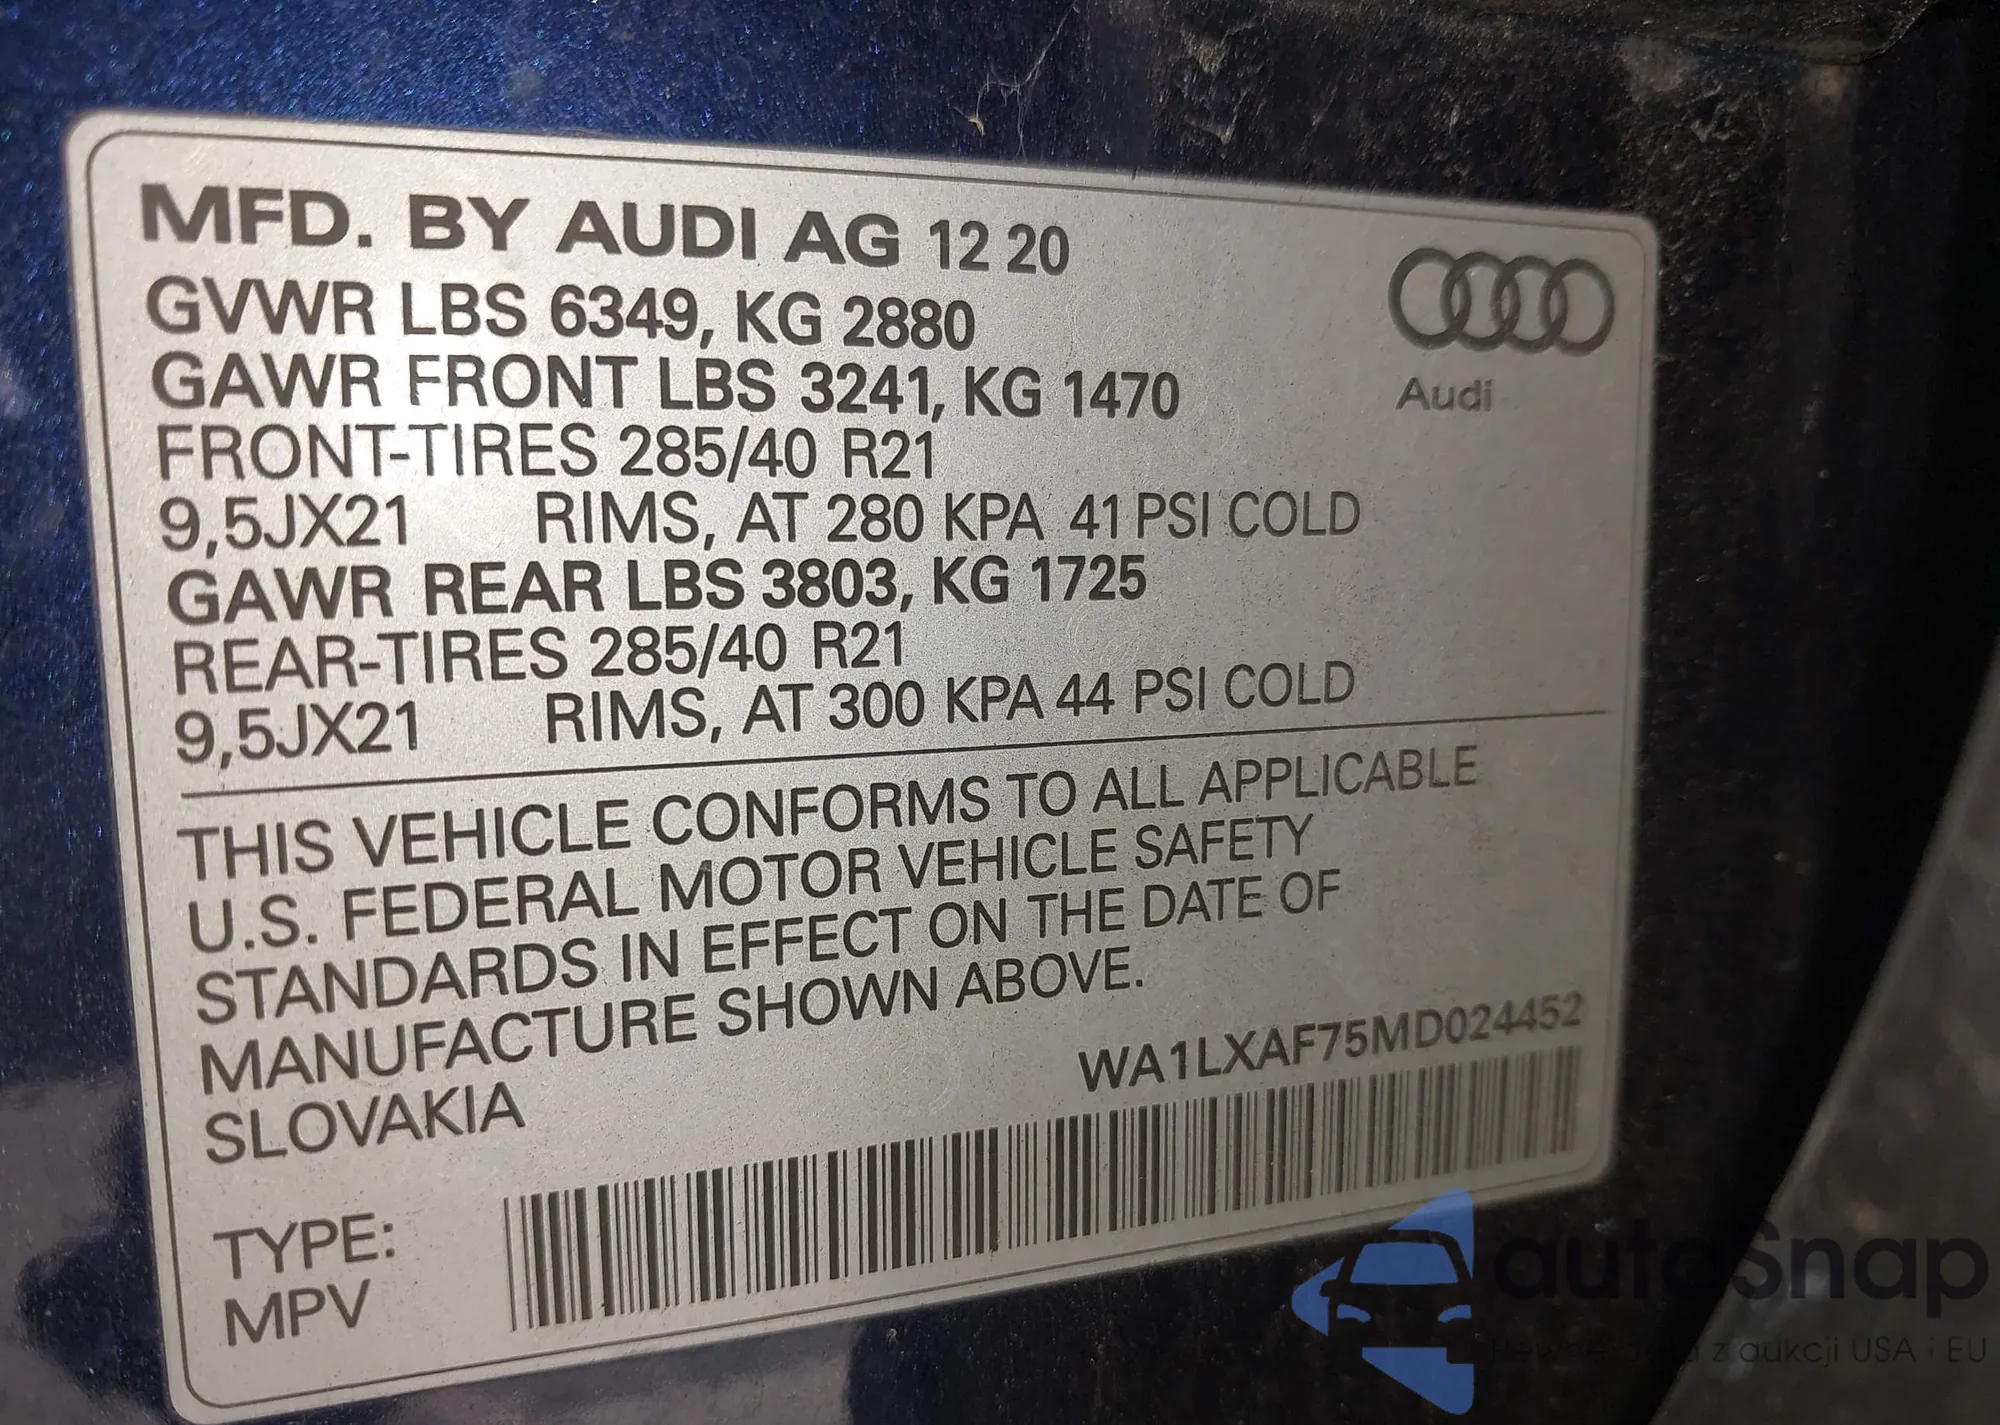 MFD. BY AUDI AG 12 20
GVWR LBS 6349, KG 2880
GAWR FRONT LBS 3241, KG 1470
FRONT-TIRES 285/40 R21
9,5JX21 RIMS, AT 280 KPA 41 PSI COLD
GAWR REAR LBS 3803, KG 1725
REAR-TIRES 285/40 R21
9,5JX21 RIMS, AT 300 KPA 44 PSI COLD
Audi
THIS VEHICLE CONFORMS TO ALL APPLICABLE
U.S. FEDERAL MOTOR VEHICLE SAFETY
STANDARDS IN EFFECT ON THE DATE OF
MANUFACTURE SHOWN ABOVE.
SLOVAKIA
WA1LXAF75MD024452
TYPE:
MPV
autoSnap
z aukcji USA i EU